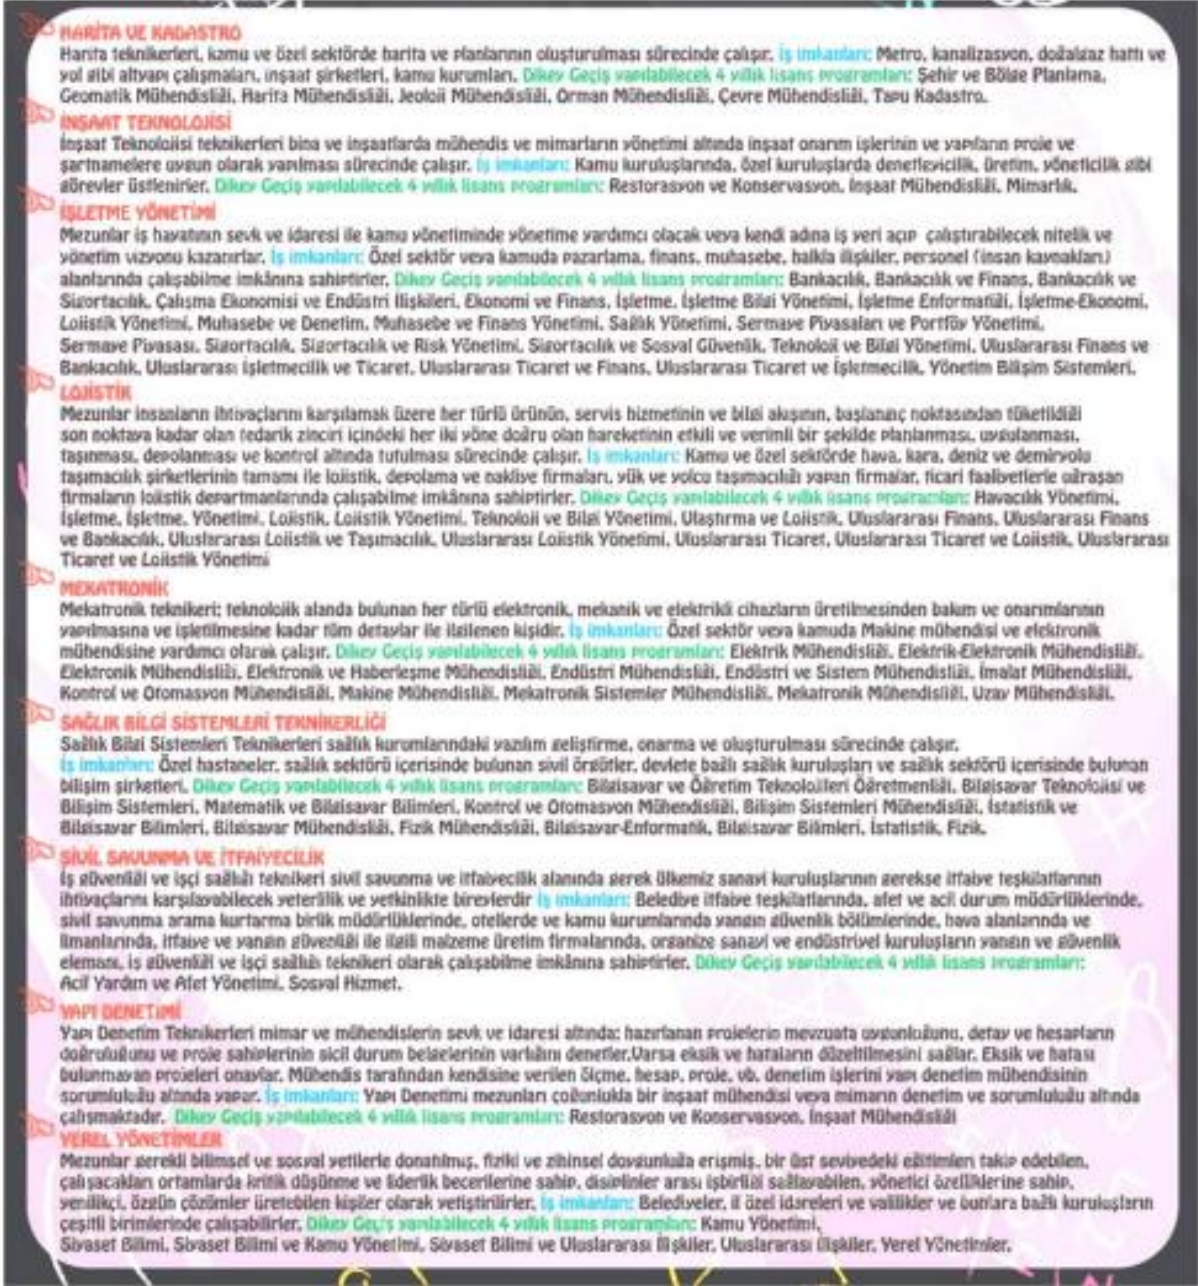 HARİTA VE KADASTRO
Harita teknikerleri, kamu ve özel sektörde harita ve planlarının oluşturulması sürecinde çalışır. İş imkanları: Metro, kanalizasyon, doğalgaz hattı ve
yol gibi altyapı çalışmaları, inşaat şirketleri, kamu kurumları. Dikey Geçiş yapılabilecek 4 yıllık lisans programları: Şehir ve Bölge Planlama,
Geomatik Mühendisliği, Harita Mühendisliği, Jeoloji Mühendisliği, Orman Mühendisliği, Çevre Mühendisliği, Tapu Kadastro.
İNŞAAT TEKNOLOJİSİ
İnşaat Teknolojisi teknikerleri bina ve inşaatlarda mühendis ve mimarların yönetimi altında inşaat onarım işlerinin ve yapıların proje ve
şartnamelere uygun olarak yapılması sürecinde çalışır. İş imkanları: Kamu kuruluşlarında, özel kuruluşlarda denetleyicilik, üretim, yöneticilik gibi
görevler üstlenirler. Dikey Geçiş yapılabilecek 4 yıllık lisans programları: Restorasyon ve Konservasyon, İnşaat Mühendisliği, Mimarlık.
İŞLETME YÖNETİMİ
Mezunlar iş hayatının sevk ve idaresi ile kamu yönetiminde yönetime yardımcı olacak veya kendi adına iş yeri açıp çalıştırabilecek nitelik ve
yönetim vizyonu kazanırlar. İş imkanları: Özel sektör veya kamuda pazarlama, finans, muhasebe, halkla ilişkiler, personel (insan kaynakları)
alanlarında çalışabilme imkânına sahiptirler. Dikey Geçiş yapılabilecek 4 yıllık lisans programları: Bankacılık, Bankacılık ve Finans, Bankacılık ve
Sigortacılık, Çalışma Ekonomisi ve Endüstri İlişkileri, Ekonomi ve Finans, İşletme, İşletme Bilgi Yönetimi, İşletme Enformatiği, İşletme-Ekonomi,
Lojistik Yönetimi, Muhasebe ve Denetim, Muhasebe ve Finans Yönetimi, Sağlık Yönetimi, Sermaye Piyasaları ve Portföy Yönetimi,
Sermaye Piyasası, Sigortacılık, Sigortacılık ve Risk Yönetimi, Sigortacılık ve Sosyal Güvenlik, Teknoloji ve Bilgi Yönetimi, Uluslararası Finans ve
Bankacılık, Uluslararası İşletmecilik ve Ticaret, Uluslararası Ticaret ve Finans, Uluslararası Ticaret ve İşletmecilik, Yönetim Bilişim Sistemleri.
LOJİSTİK
Mezunlar insanların ihtiyaçlarını karşılamak üzere her türlü ürünün, servis hizmetinin ve bilgi akışının, başlangıç noktasından tüketildiği
son noktaya kadar olan tedarik zinciri içindeki her iki yöne doğru olan hareketinin etkili ve verimli bir şekilde planlanması, uygulanması,
taşınması, depolanması ve kontrol altında tutulması sürecinde çalışır. İş imkanları: Kamu ve özel sektörde hava, kara, deniz ve demiryolu
taşımacılık şirketlerinin tamamı ile lojistik, depolama ve nakliye firmaları, yük ve yolcu taşımacılığı yapan firmalar, ticari faaliyetlerle uğraşan
firmaların lojistik departmanlarında çalışabilme imkânına sahiptirler. Dikey Geçiş yapılabilecek 4 yıllık lisans programları: Havacılık Yönetimi,
İşletme, İşletme, Yönetimi, Lojistik, Lojistik Yönetimi, Teknoloji ve Bilgi Yönetimi, Ulaştırma ve Lojistik, Uluslararası Finans, Uluslararası Finans
ve Bankacılık, Uluslrarası Lojistik ve Taşımacılık, Uluslararası Lojistik Yönetimi, Uluslararası Ticaret, Uluslararası Ticaret ve Lojistik, Uluslararası
Ticaret ve Lojistik Yönetimi
MEKATRONİK
Mekatronik teknikeri; teknolojik alanda bulunan her türlü elektronik, mekanik ve elektrikli cihazların üretilmesinden bakım ve onarımlarının
yapılmasına ve işletilmesine kadar tüm detaylar ile ilgilenen kişidir. İş imkanları: Özel sektör veya kamuda Makine mühendisi ve elektronik
mühendisine yardımcı olarak çalışır. Dikey Geçiş yapılabilecek 4 yıllık lisans programları: Elektrik Mühendisliği, Elektrik-Elektronik Mühendisliği,
Elektronik Mühendisliği, Elektronik ve Haberleşme Mühendisliği, Endüstri Mühendisliği, Endüstri ve Sistem Mühendisliği, İmalat Mühendisliği,
Kontrol ve Otomasyon Mühendisliği, Makine Mühendisliği, Mekatronik Sistemler Mühendisliği, Mekatronik Mühendisliği, Uzay Mühendisliği.
SAĞLIK BİLGİ SİSTEMLERİ TEKNİKERLİĞİ
Sağlık Bilgi Sistemleri Teknikerleri sağlık kurumlarındaki yazılım geliştirme, onarma ve oluşturulması sürecinde çalışır.
İş imkanları: Özel hastaneler, sağlık sektörü içerisinde bulunan sivil örgütler, devlete bağlı sağlık kuruluşları ve sağlık sektörü içerisinde bulunan
bilişim şirketleri. Dikey Geçiş yapılabilecek 4 yıllık lisans programları: Bilgisayar ve Öğretim Teknolojileri Öğretmenliği, Bilgisayar Teknolojisi ve
Bilişim Sistemleri, Matematik ve Bilgisayar Bilimleri, Kontrol ve Otomasyon Mühendisliği, Bilişim Sistemleri Mühendisliği, İstatistik ve
Bilgisayar Bilimleri, Bilgisayar Mühendisliği, Fizik Mühendisliği, Bilgisayar-Enformatik, Bilgisayar Bilimleri, İstatistik, Fizik.
SİVİL SAVUNMA VE İTFAİYECİLİK
İş güvenliği ve işçi sağlığı teknikeri sivil savunma ve itfaiyecilik alanında gerek ülkemiz sanayi kuruluşlarının gerekse itfaiye teşkilatlarının
ihtiyaçlarını karşılayabilecek yeterlilik ve yetkinlikte bireylerdir İş imkanları: Belediye itfaiye teşkilatlarında, afet ve acil durum müdürlüklerinde,
sivil savunma arama kurtarma birlik müdürlüklerinde, otellerde ve kamu kurumlarında yangın güvenlik bölümlerinde, hava alanlarında ve
limanlarında, itfaiye ve yangın güvenliği ile ilgili malzeme üretim firmalarında, organize sanayi ve endüstriyel kuruluşların yangın ve güvenlik
elemanı, iş güvenliği ve işçi sağlığı teknikeri olarak çalışabilme imkânına sahiptirler. Dikey Geçiş yapılabilecek 4 yıllık lisans programları:
Acil Yardım ve Afet Yönetimi, Sosyal Hizmet.
YAPI DENETİMİ
Yapı Denetim Teknikerleri mimar ve mühendislerin sevk ve idaresi altında; hazırlanan projelerin mevzuata uygunluğunu, detay ve hesapların
doğruluğunu ve proje sahiplerinin sicil durum belgelerinin varlığını denetler.Varsa eksik ve hataların düzeltilmesini sağlar. Eksik ve hatası
bulunmayan projeleri onaylar. Mühendis tarafından kendisine verilen ölçme, hesap, proje, vb. denetim işlerini yapı denetim mühendisinin
sorumluluğu altında yapar. İş imkanları: Yapı Denetimi mezunları çoğunlukla bir inşaat mühendisi veya mimarın denetim ve sorumluluğu altında
çalışmaktadır. Dikey Geçiş yapılabilecek 4 yıllık lisans programları: Restorasyon ve Konservasyon, İnşaat Mühendisliği
YEREL YÖNETİMLER
Mezunlar gerekli bilimsel ve sosyal yetilerle donatılmış, fiziki ve zihinsel doygunluğa erişmiş, bir üst seviyedeki eğitimleri takip edebilen,
çalışacakları ortamlarda kritik düşünme ve liderlik becerilerine sahip, disiplinler arası işbirliği sağlayabilen, yönetici özelliklerine sahip,
yenilikçi, özgün çözümler üretebilen kişiler olarak yetiştirilirler. İş imkanları: Belediyeler, il özel idareleri ve valilikler ve bunlara bağlı kuruluşların
çeşitli birimlerinde çalışabilirler. Dikey Geçiş yapılabilecek 4 yıllık lisans programları: Kamu Yönetimi,
Siyaset Bilimi, Siyaset Bilimi ve Kamu Yönetimi, Siyaset Bilimi ve Uluslararası İlişkiler, Uluslararası İlişkiler, Yerel Yönetimler.